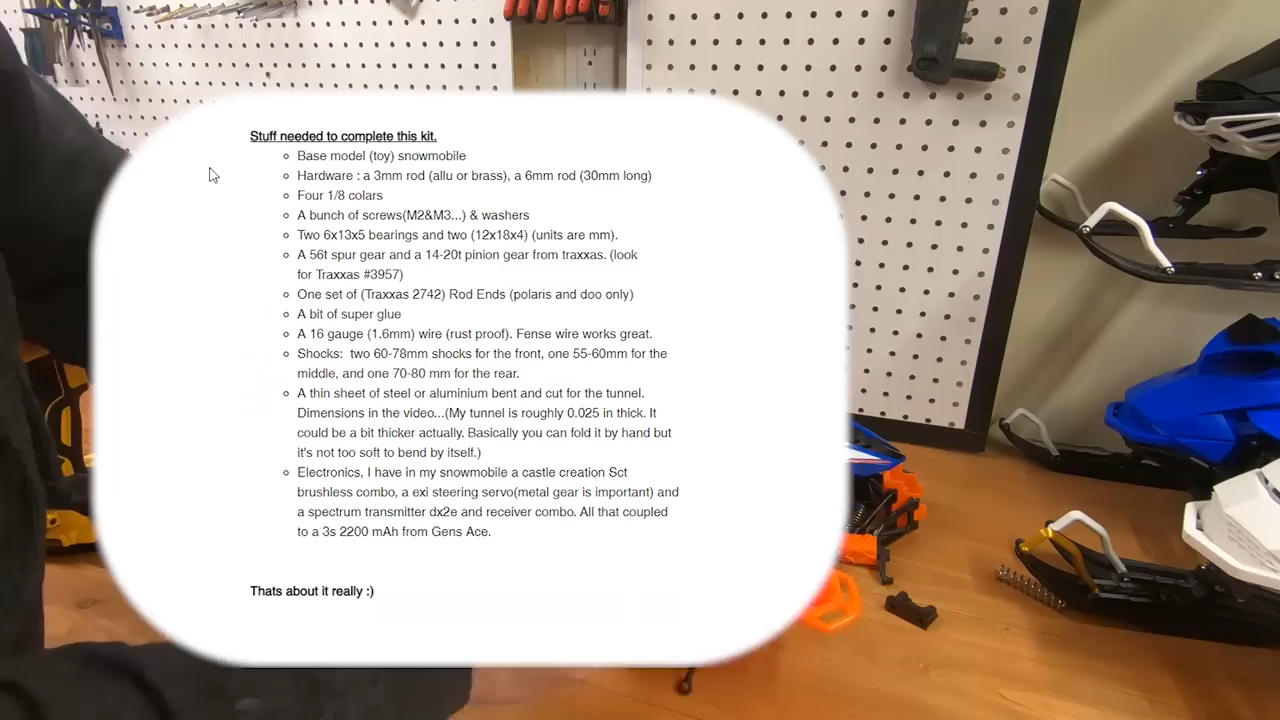 Stuff needed to complete this kit.
Base model (toy) snowmobile
Hardware : a 3mm rod (allu or brass), a 6mm rod (30mm long)
Four 1/8 colars
A bunch of screws(M2&M3...) & washers
Two 6x13x5 bearings and two (12x18x4) (units are mm).
A 56t spur gear and a 14-20t pinion gear from traxxas. (look
for Traxxas #3957)
One set of (Traxxas 2742) Rod Ends (polaris and doo only)
A bit of super glue
A 16 gauge (1.6mm) wire (rust proof). Fense wire works great.
Shocks:  two 60-78mm shocks for the front, one 55-60mm for the
middle, and one 70-80 mm for the rear.
A thin sheet of steel or aluminium bent and cut for the tunnel.
Dimensions in the video...(My tunnel is roughly 0.025 in thick. It
could be a bit thicker actually. Basically you can fold it by hand but
it's not too soft to bend by itself.)
Electronics, I have in my snowmobile a castle creation Sct
brushless combo, a exi steering servo(metal gear is important) and
a spectrum transmitter dx2e and receiver combo. All that coupled
to a 3s 2200 mAh from Gens Ace.
Thats about it really :)